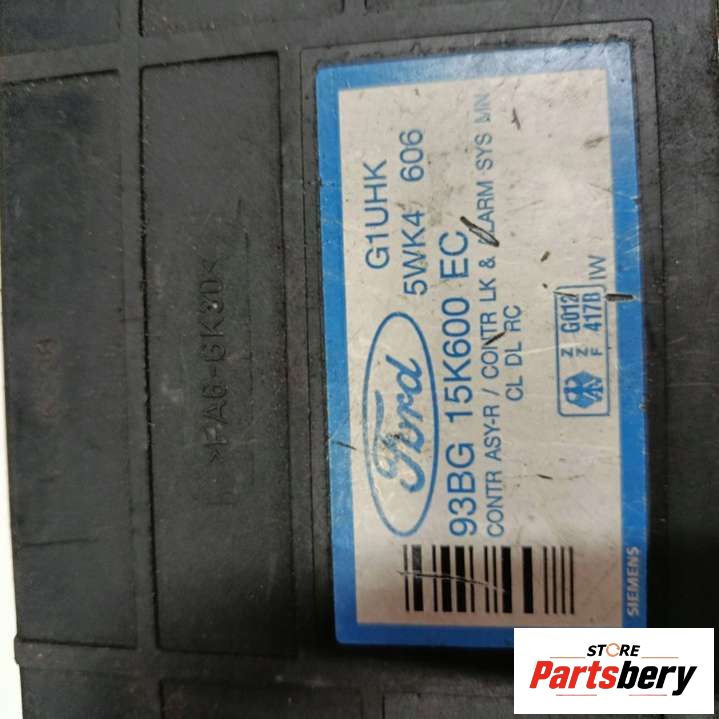 >PA6-GK30<
Ford
G1UHK
5WK4 606
93BG 15K600 EC
CONTR ASY-R / CONTR LK & ALARM SYS MN
CL DL RC
Z G012
Z
F 417B
IW
SIEMENS
STORE
Partsbery